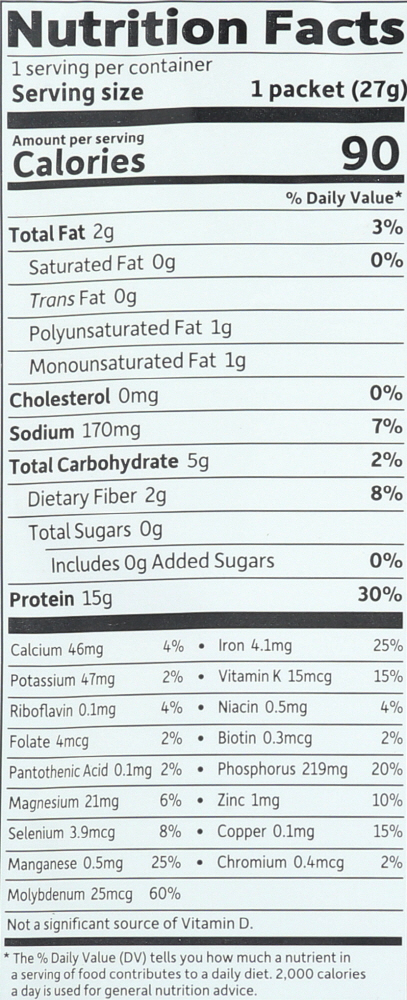 Nutrition Facts
1 serving per container
Serving size 1 packet (27g)
Amount per serving
Calories 90
% Daily Value*
Total Fat 2g 3%
Saturated Fat 0g 0%
Trans Fat 0g
Polyunsaturated Fat 1g
Monounsaturated Fat 1g
Cholesterol 0mg 0%
Sodium 170mg 7%
Total Carbohydrate 5g 2%
Dietary Fiber 2g 8%
Total Sugars 0g
Includes 0g Added Sugars 0%
Protein 15g 30%
Calcium 46mg 4% • Iron 4.1mg 25%
Potassium 47mg 2% • Vitamin K 15mcg 15%
Riboflavin 0.1mg 4% • Niacin 0.5mg 4%
Folate 4mcg 2% • Biotin 0.3mcg 2%
Pantothenic Acid 0.1mg 2% • Phosphorus 219mg 20%
Magnesium 21mg 6% • Zinc 1mg 10%
Selenium 3.9mcg 8% • Copper 0.1mg 15%
Manganese 0.5mg 25% • Chromium 0.4mcg 2%
Molybdenum 25mcg 60%
Not a significant source of Vitamin D.
* The % Daily Value (DV) tells you how much a nutrient in
a serving of food contributes to a daily diet. 2,000 calories
a day is used for general nutrition advice.